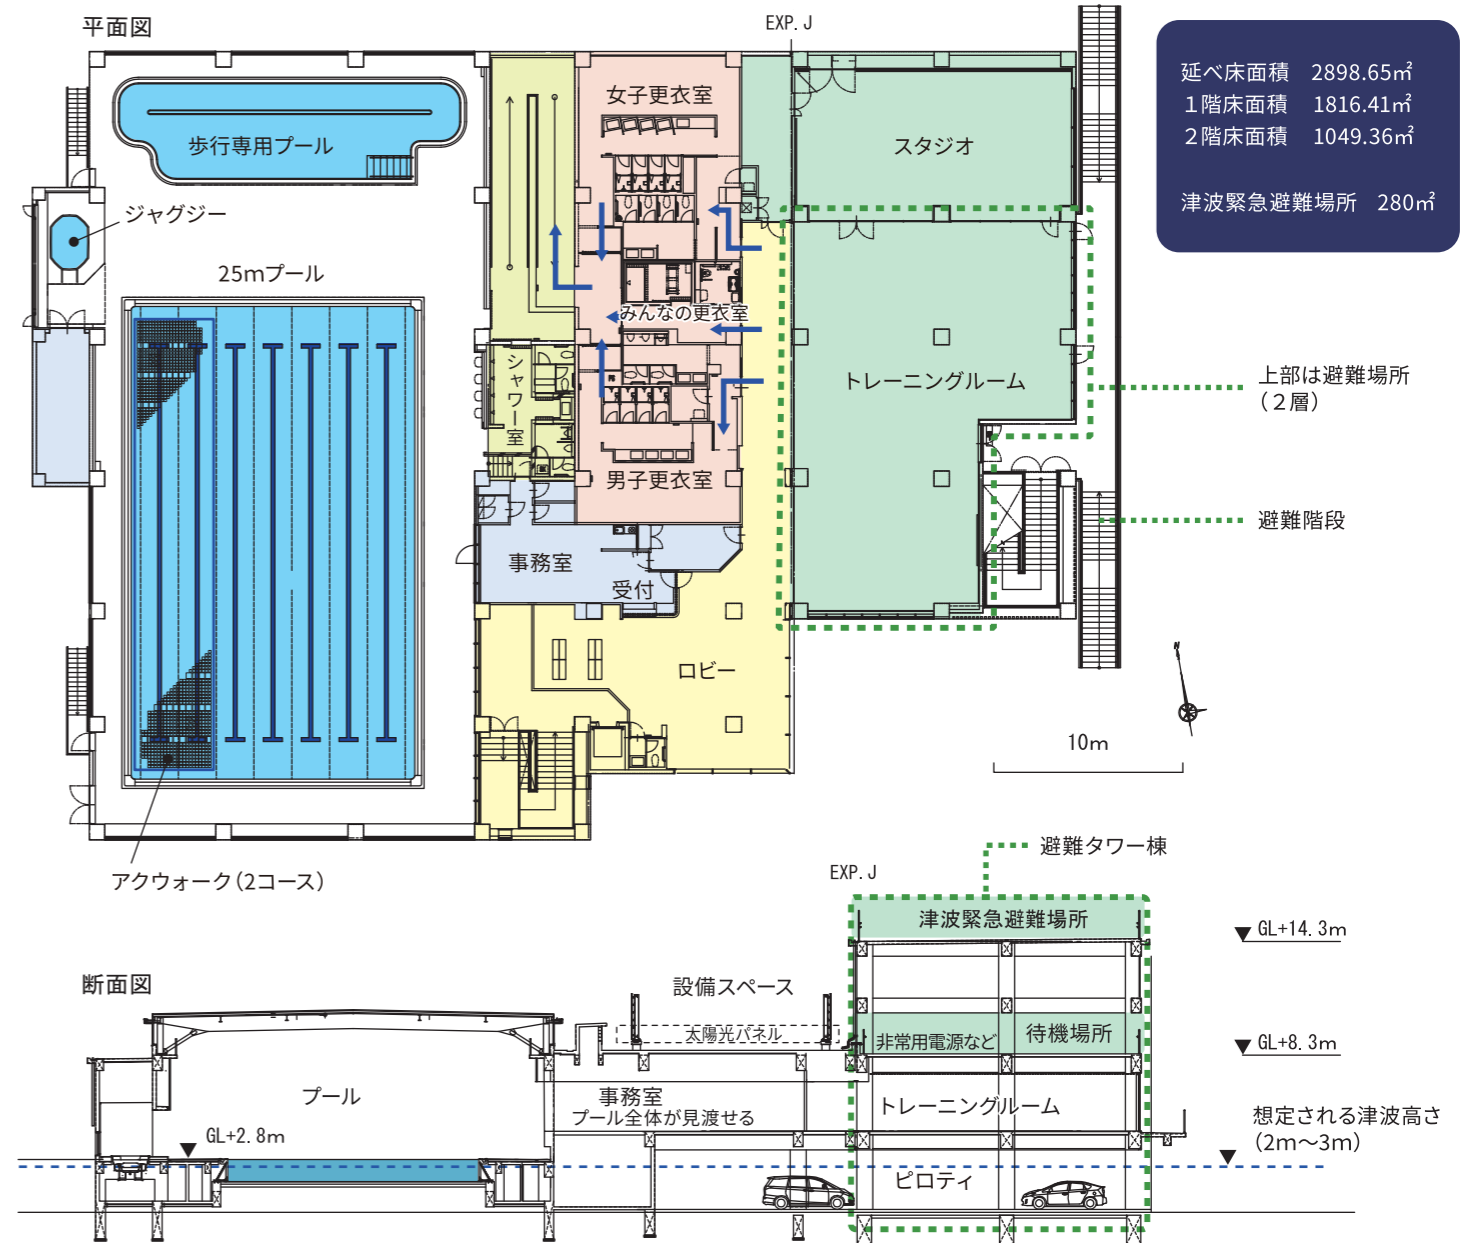 平面図
EXP.J
延べ床面積 2898.65㎡
１階床面積 1816.41㎡
２階床面積 1049.36㎡
津波緊急避難場所 280㎡
女子更衣室
歩行専用プール
スタジオ
ジャグジー
25mプール
みんなの更衣室
シャワー室
トレーニングルーム
上部は避難場所
（２層）
男子更衣室
避難階段
事務室
受付
ロビー
N
10m
アクウォーク（2コース）
避難タワー棟
EXP.J
津波緊急避難場所
GL+14.3m
断面図
設備スペース
太陽光パネル
非常用電源など
待機場所
GL+8.3m
プール
事務室
プール全体が見渡せる
トレーニングルーム
想定される津波高さ
（2m〜3m）
GL+2.8m
ピロティ